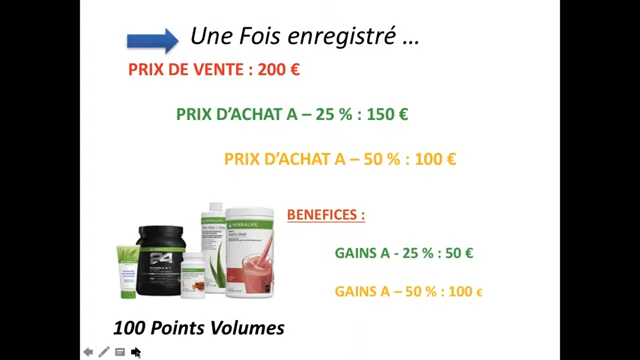 Une Fois enregistré ...
PRIX DE VENTE : 200 €
PRIX D'ACHAT A – 25 % : 150 €
PRIX D'ACHAT A – 50 % : 100 €
HERBALIFE
BENEFICES :
GAINS A - 25 % : 50 €
GAINS A – 50 % : 100 €
100 Points Volumes